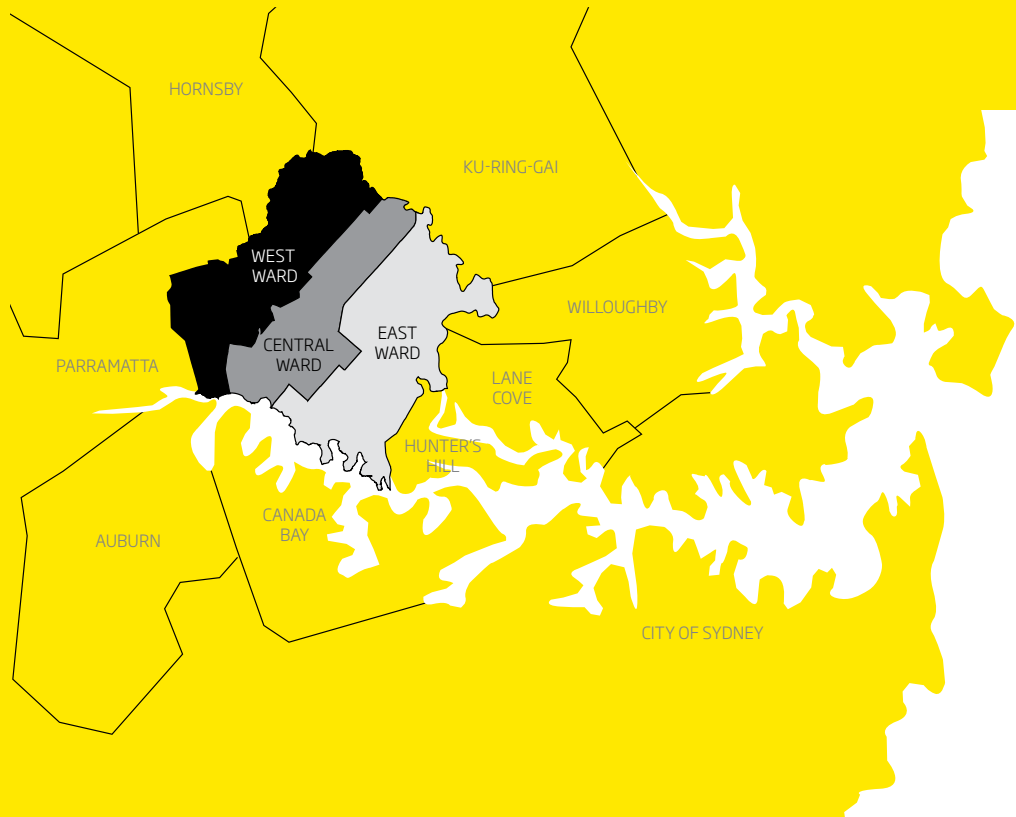 HORNSBY
KU-RING-GAI
WEST
WARD
WILLOUGHBY
EAST
WARD
CENTRAL
WARD
PARRAMATTA
LANE
COVE
HUNTER'S
HILL
CANADA
BAY
AUBURN
CITY OF SYDNEY